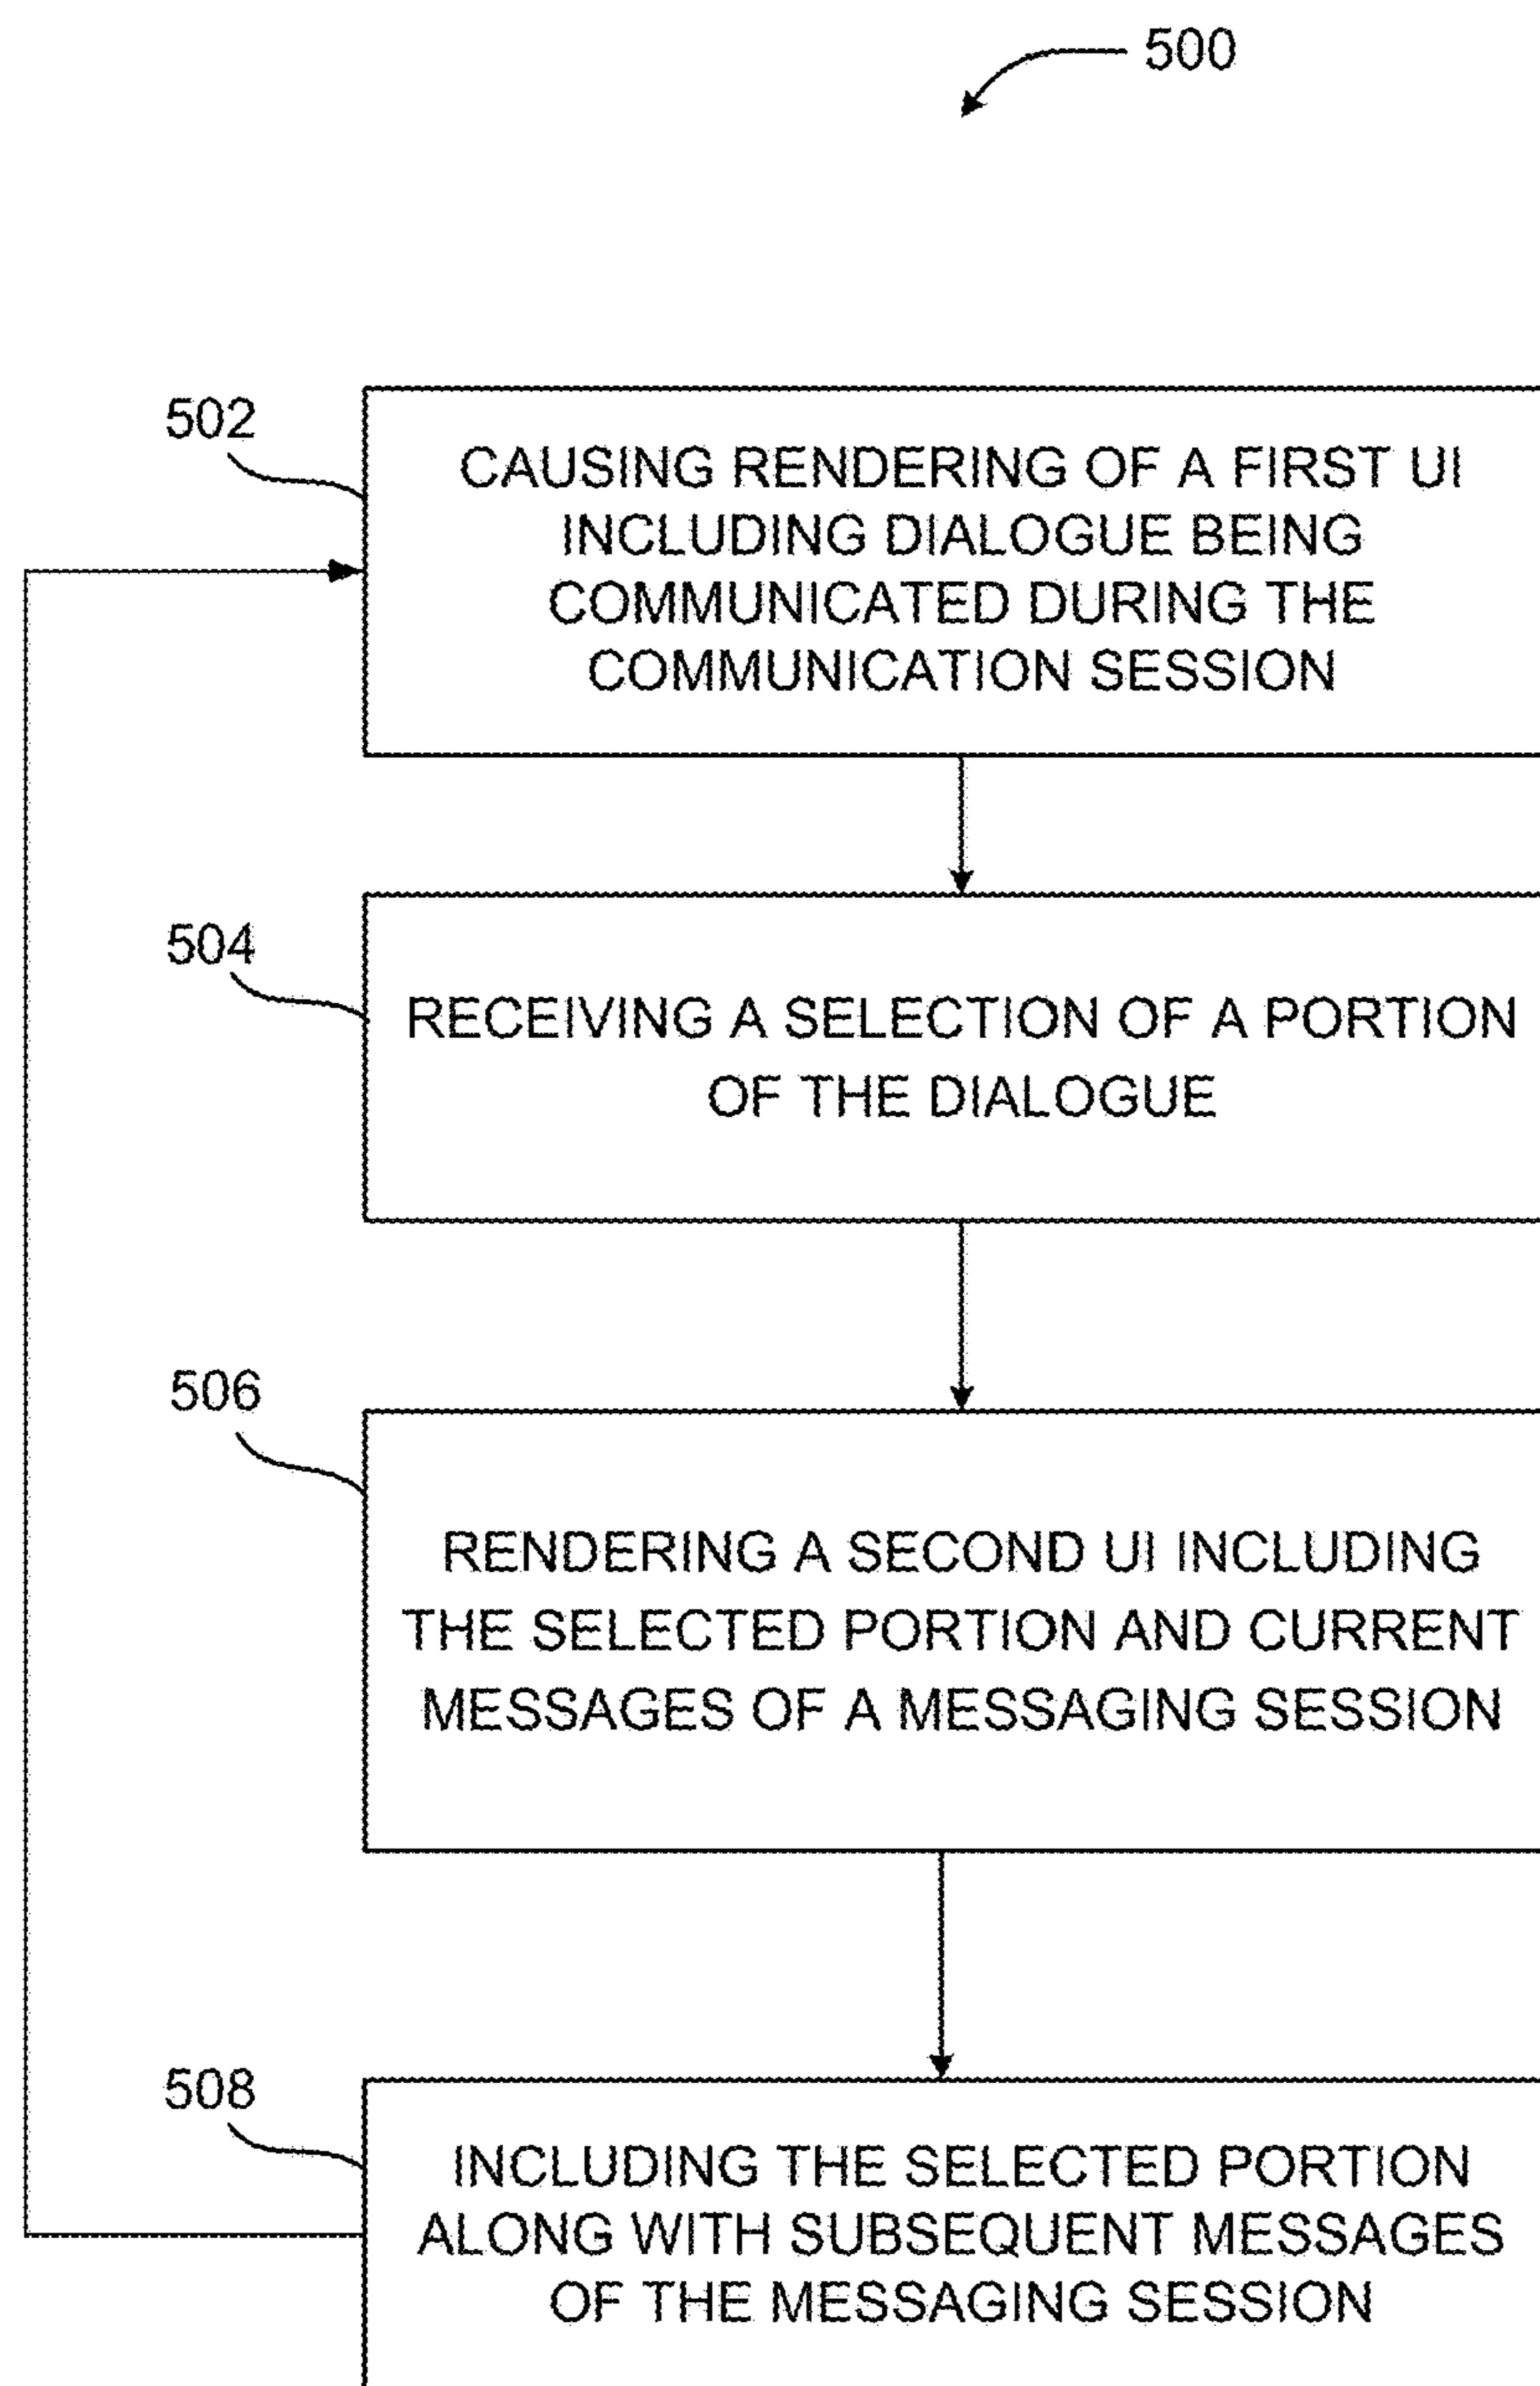 500
502
CAUSING RENDERING OF A FIRST UI
INCLUDING DIALOGUE BEING
COMMUNICATED DURING THE
COMMUNICATION SESSION
504
RECEIVING A SELECTION OF A PORTION
OF THE DIALOGUE
506
RENDERING A SECOND UI INCLUDING
THE SELECTED PORTION AND CURRENT
MESSAGES OF A MESSAGING SESSION
508
INCLUDING THE SELECTED PORTION
ALONG WITH SUBSEQUENT MESSAGES
OF THE MESSAGING SESSION